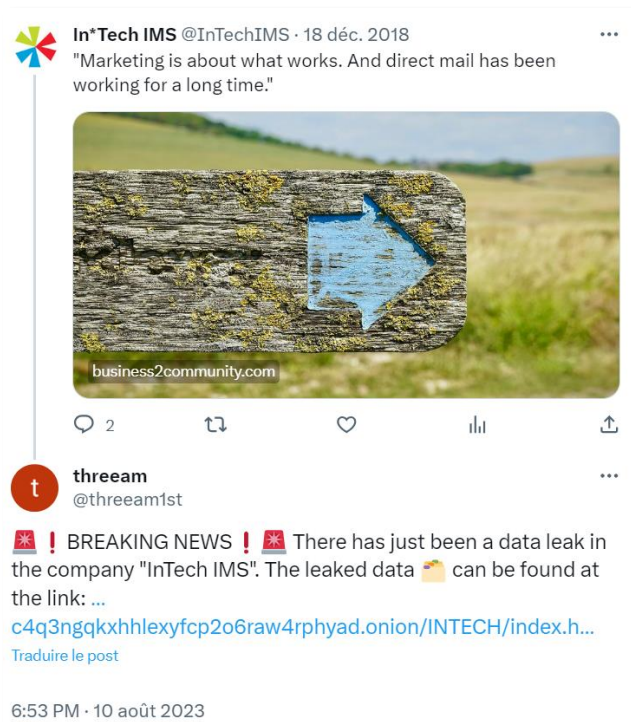 In*Tech IMS @InTechIMS · 18 déc. 2018
"Marketing is about what works. And direct mail has been
working for a long time."
business2community.com
2
threeam
t
@threeam1st
🚨❗ BREAKING NEWS ❗🚨 There has just been a data leak in
the company "InTech IMS". The leaked data 🗂️ can be found at
the link: ...
c4q3ngqkxhhlexyfcp2o6raw4rphyad.onion/INTECH/index.h...
Traduire le post
6:53 PM · 10 août 2023